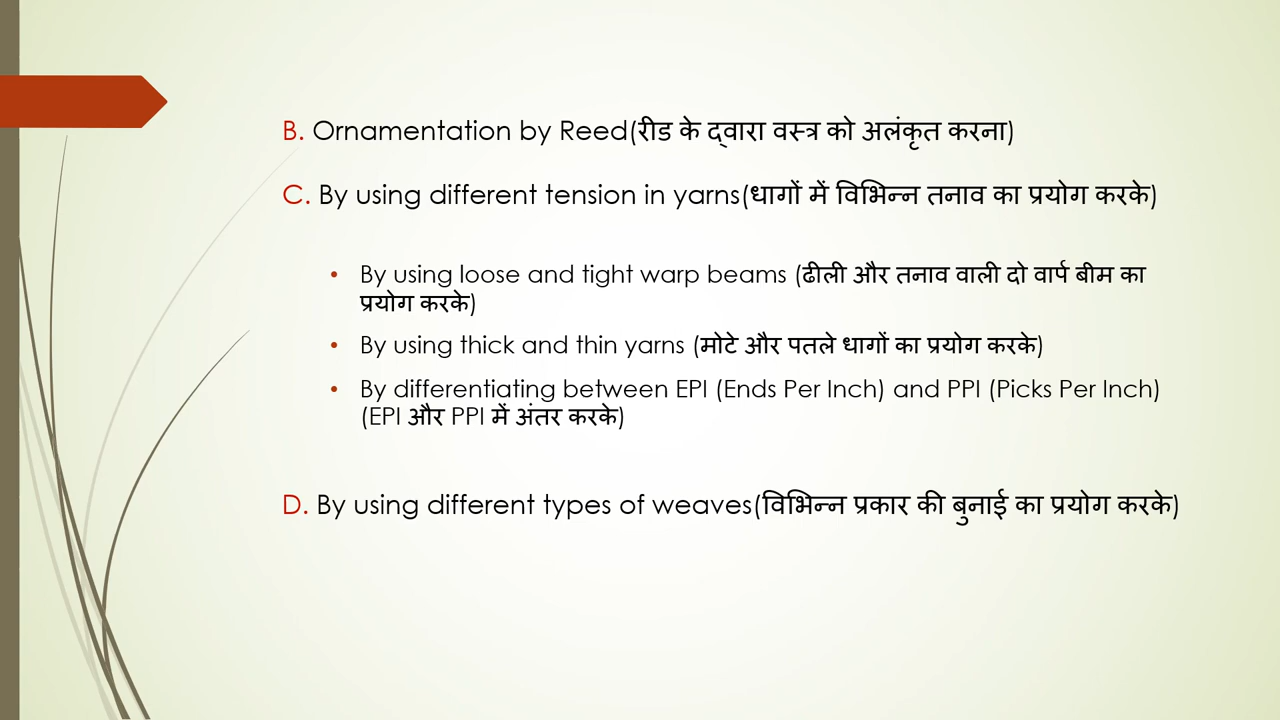 B. Ornamentation by Reed(रीड के द्वारा वस्त्र को अलंकृत करना)
C. By using different tension in yarns(धागों में विभिन्न तनाव का प्रयोग करके)
• By using loose and tight warp beams (ढीली और तनाव वाली दो वार्प बीम का
प्रयोग करके)
• By using thick and thin yarns (मोटे और पतले धागों का प्रयोग करके)
• By differentiating between EPI (Ends Per Inch) and PPI (Picks Per Inch)
(EPI और PPI में अंतर करके)
D. By using different types of weaves(विभिन्न प्रकार की बुनाई का प्रयोग करके)